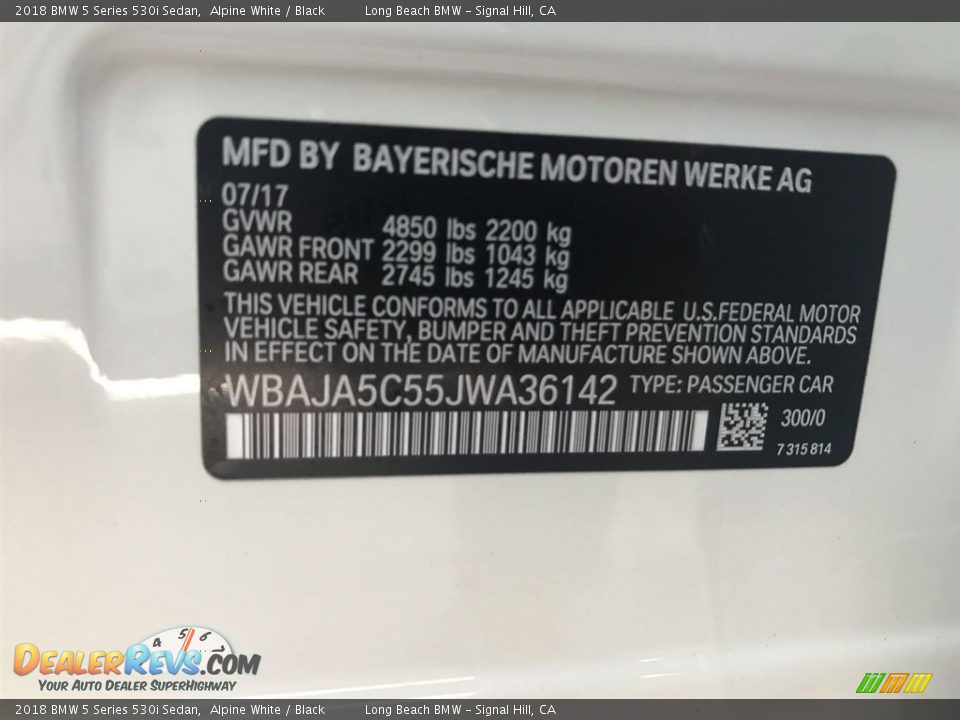 2018 BMW 5 Series 530i Sedan, Alpine White / Black Long Beach BMW - Signal Hill, CA
MFD BY BAYERISCHE MOTOREN WERKE AG
07/17
GVWR 4850 lbs 2200 kg
GAWR FRONT 2299 lbs 1043 kg
GAWR REAR 2745 lbs 1245 kg
THIS VEHICLE CONFORMS TO ALL APPLICABLE U.S.FEDERAL MOTOR
VEHICLE SAFETY, BUMPER AND THEFT PREVENTION STANDARDS
IN EFFECT ON THE DATE OF MANUFACTURE SHOWN ABOVE.
WBAJA5C55JWA36142 TYPE: PASSENGER CAR
300/0
7 315 814
4 5 6 7
DEALERREVS.COM
YOUR AUTO DEALER SUPERHIGHWAY
2018 BMW 5 Series 530i Sedan, Alpine White / Black Long Beach BMW - Signal Hill, CA